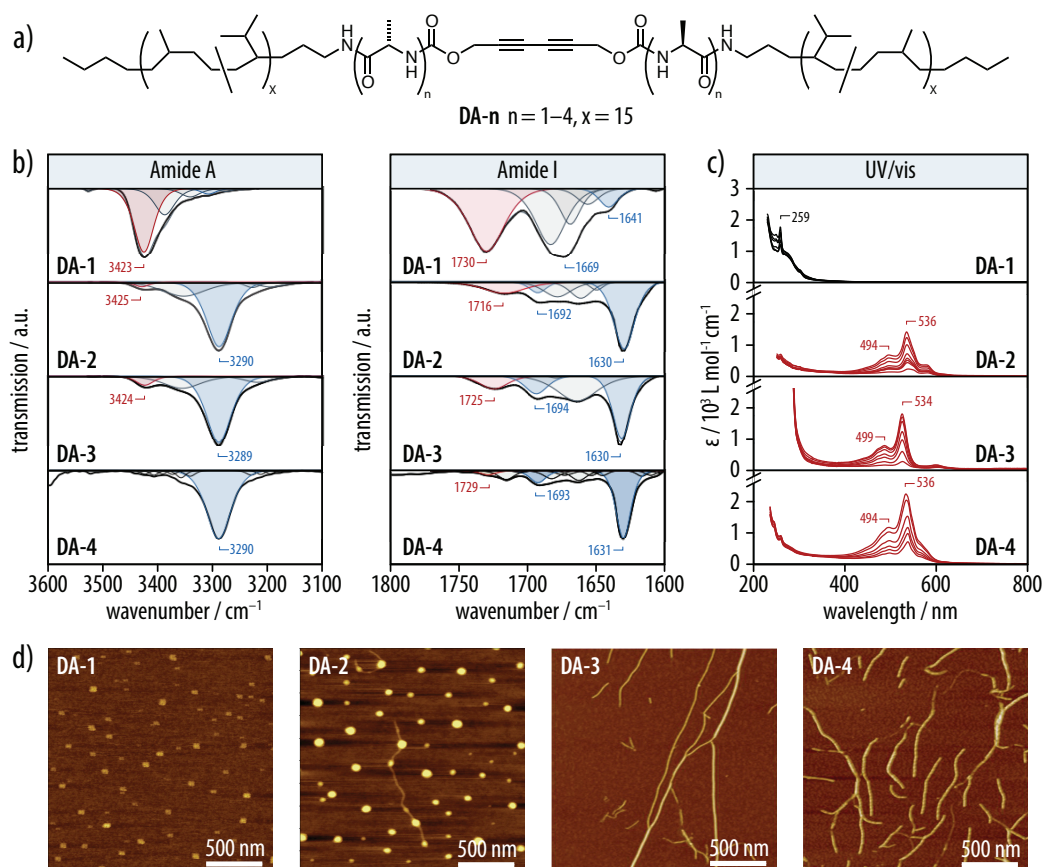 a)
H N
O
N H
n
O
O
O
O
N H
O
n
H N
x
x
DA-n n = 1–4, x = 15
b)
Amide A
Amide I
c)
UV/vis
transmission / a.u.
transmission / a.u.
ε / 10³ L mol⁻¹cm⁻¹
3423
DA-1
1730
1669
1641
DA-1
3
2
1
0
259
DA-1
3425
3290
DA-2
1716
1692
1630
DA-2
2
1
0
494
536
DA-2
3424
3289
DA-3
1725
1694
1630
DA-3
2
1
0
499
534
DA-3
3290
DA-4
1729
1693
1631
DA-4
2
1
0
494
536
DA-4
3600 3500 3400 3300 3200 3100
wavenumber / cm⁻¹
1800 1750 1700 1650 1600
wavenumber / cm⁻¹
200 400 600 800
wavelength / nm
d)
DA-1
500 nm
DA-2
500 nm
DA-3
500 nm
DA-4
500 nm